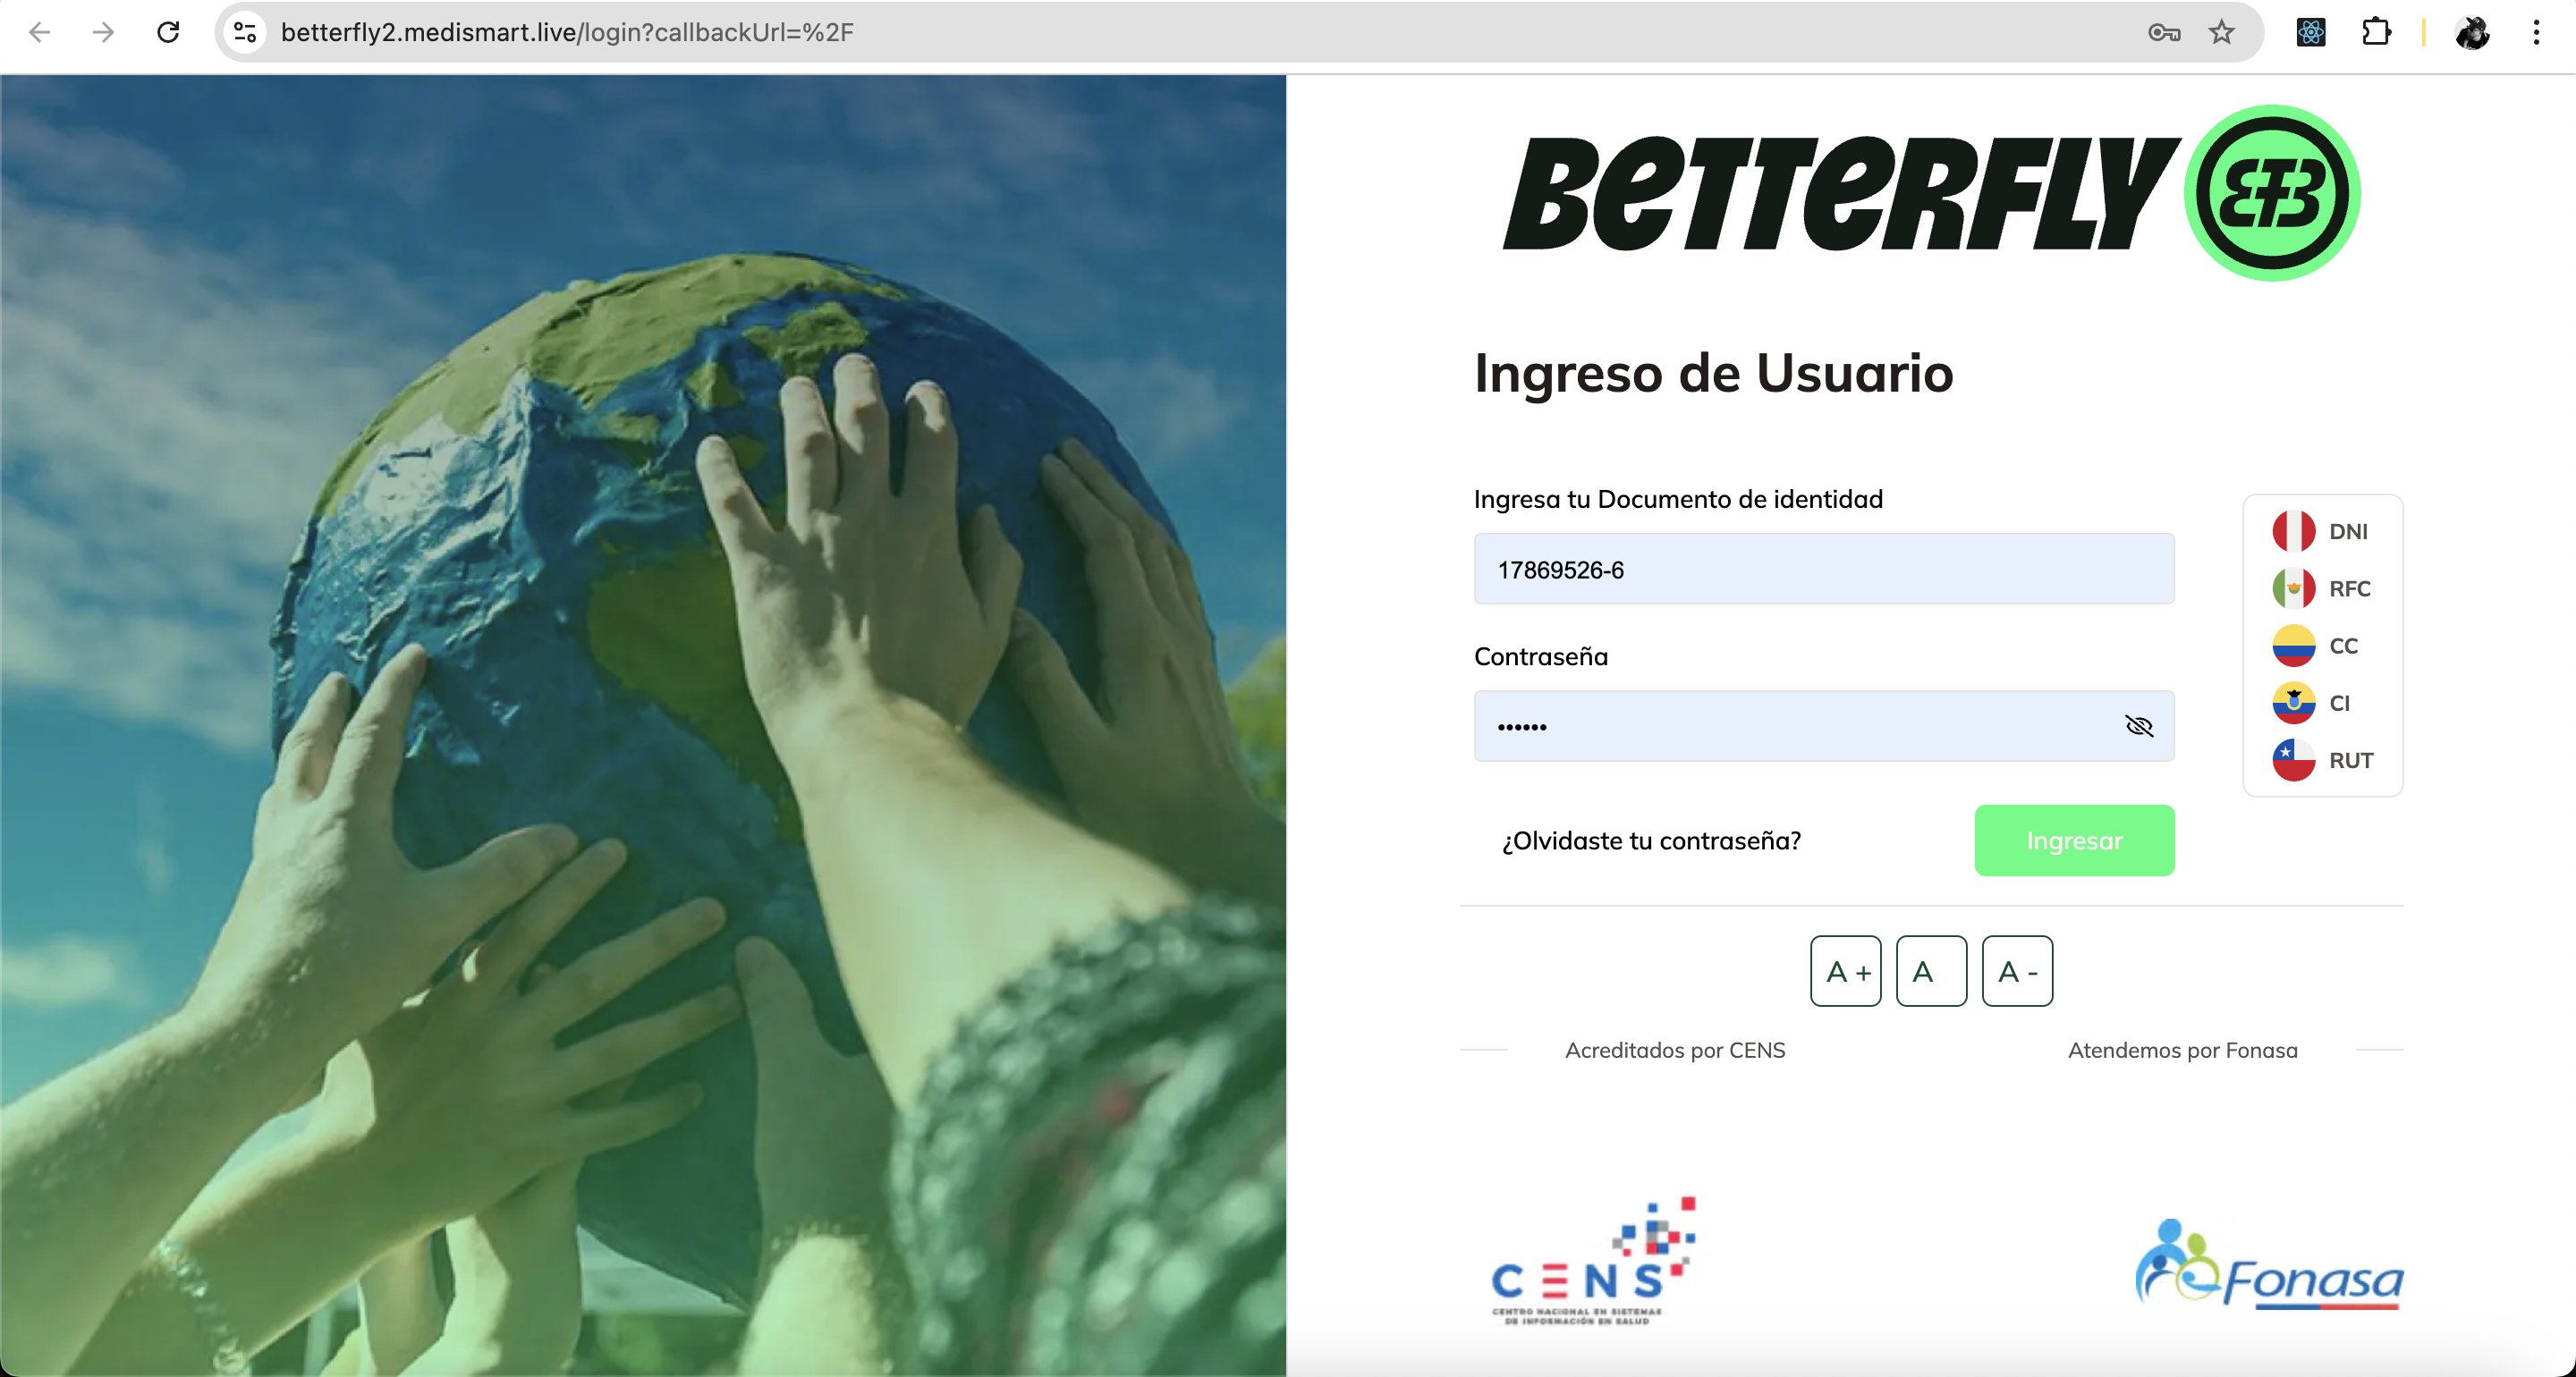 betterfly2.medismart.live/login?callbackUrl=%2F
BETTERFLY
Ingreso de Usuario
Ingresa tu Documento de identidad
17869526-6
Contraseña
••••••
DNI
RFC
CC
CI
RUT
¿Olvidaste tu contraseña?
Ingresar
A +
A
A -
Acreditados por CENS
Atendemos por Fonasa
CENS
CENTRO NACIONAL EN SISTEMAS
DE INFORMACIÓN EN SALUD
Fonasa